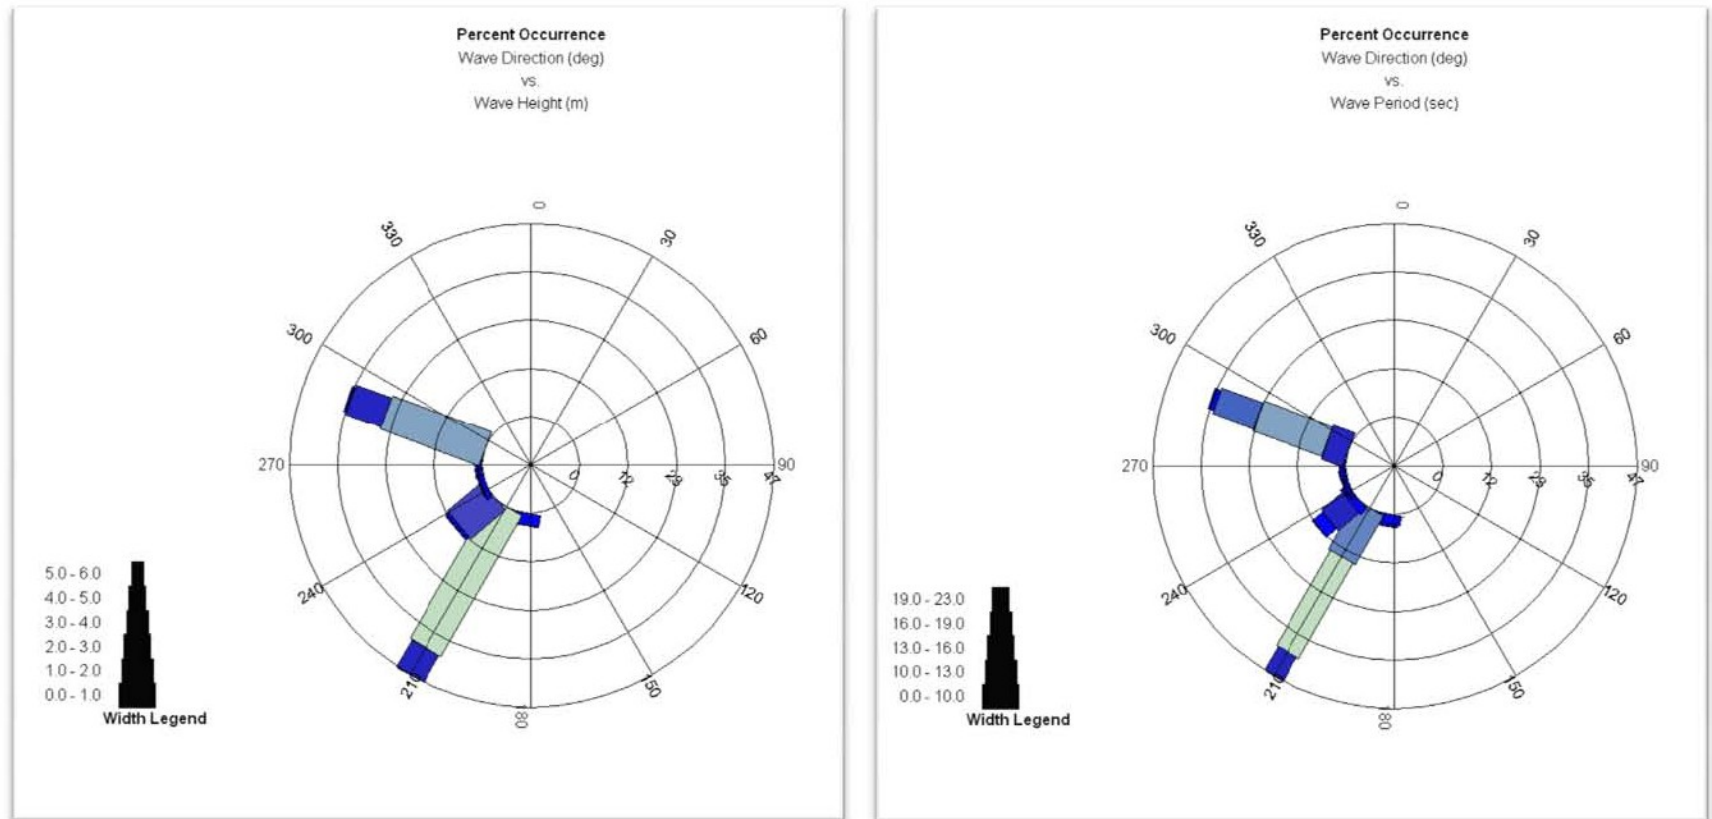 Percent Occurrence
Wave Direction (deg)
vs.
Wave Height (m)
0
30
60
90
120
150
180
210
240
270
300
330
0
12
23
35
47
5.0 - 6.0
4.0 - 5.0
3.0 - 4.0
2.0 - 3.0
1.0 - 2.0
0.0 - 1.0
Width Legend
Percent Occurrence
Wave Direction (deg)
vs.
Wave Period (sec)
0
30
60
90
120
150
180
210
240
270
300
330
0
12
23
35
47
19.0 - 23.0
16.0 - 19.0
13.0 - 16.0
10.0 - 13.0
0.0 - 10.0
Width Legend